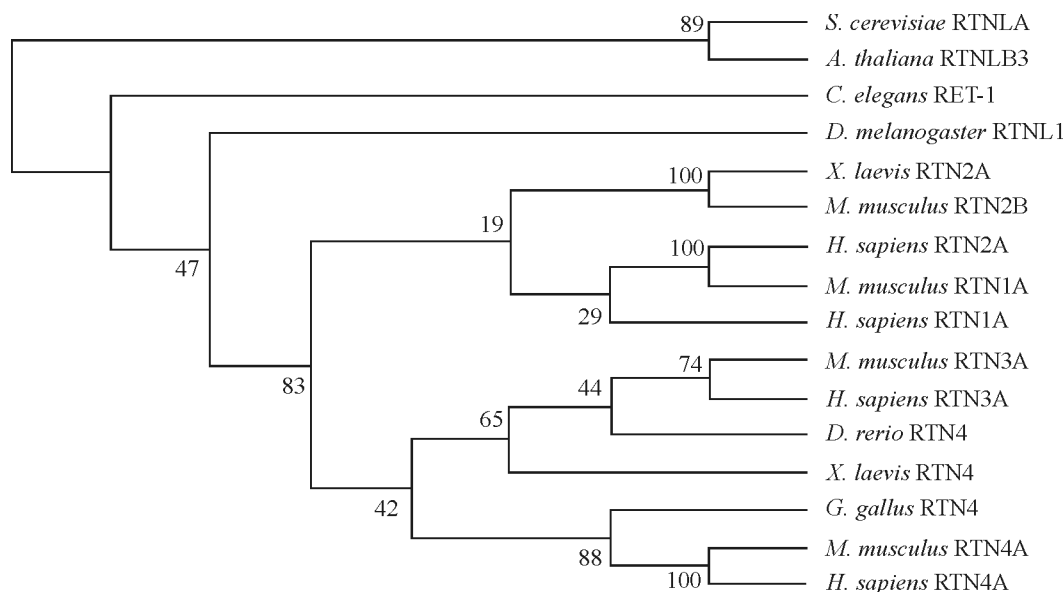 89
S. cerevisiae RTNLA
A. thaliana RTNLB3
C. elegans RET-1
D. melanogaster RTNL1
100
X. laevis RTN2A
M. musculus RTN2B
19
100
H. sapiens RTN2A
M. musculus RTN1A
47
29
H. sapiens RTN1A
74
M. musculus RTN3A
83
44
H. sapiens RTN3A
65
D. rerio RTN4
X. laevis RTN4
42
G. gallus RTN4
88
M. musculus RTN4A
100
H. sapiens RTN4A